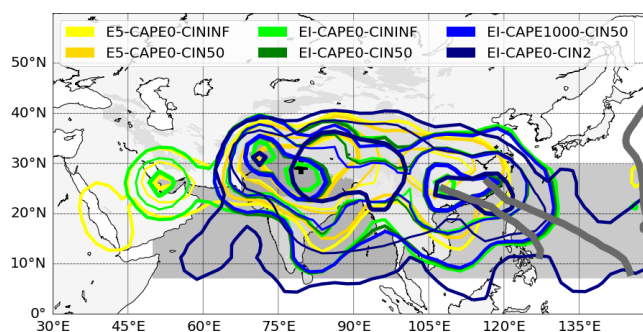 E5-CAPE0-CININF EI-CAPE0-CININF EI-CAPE1000-CIN50
E5-CAPE0-CIN50 EI-CAPE0-CIN50 EI-CAPE0-CIN2
50°N
40°N
30°N
20°N
10°N
0°
30°E 45°E 60°E 75°E 90°E 105°E 120°E 135°E